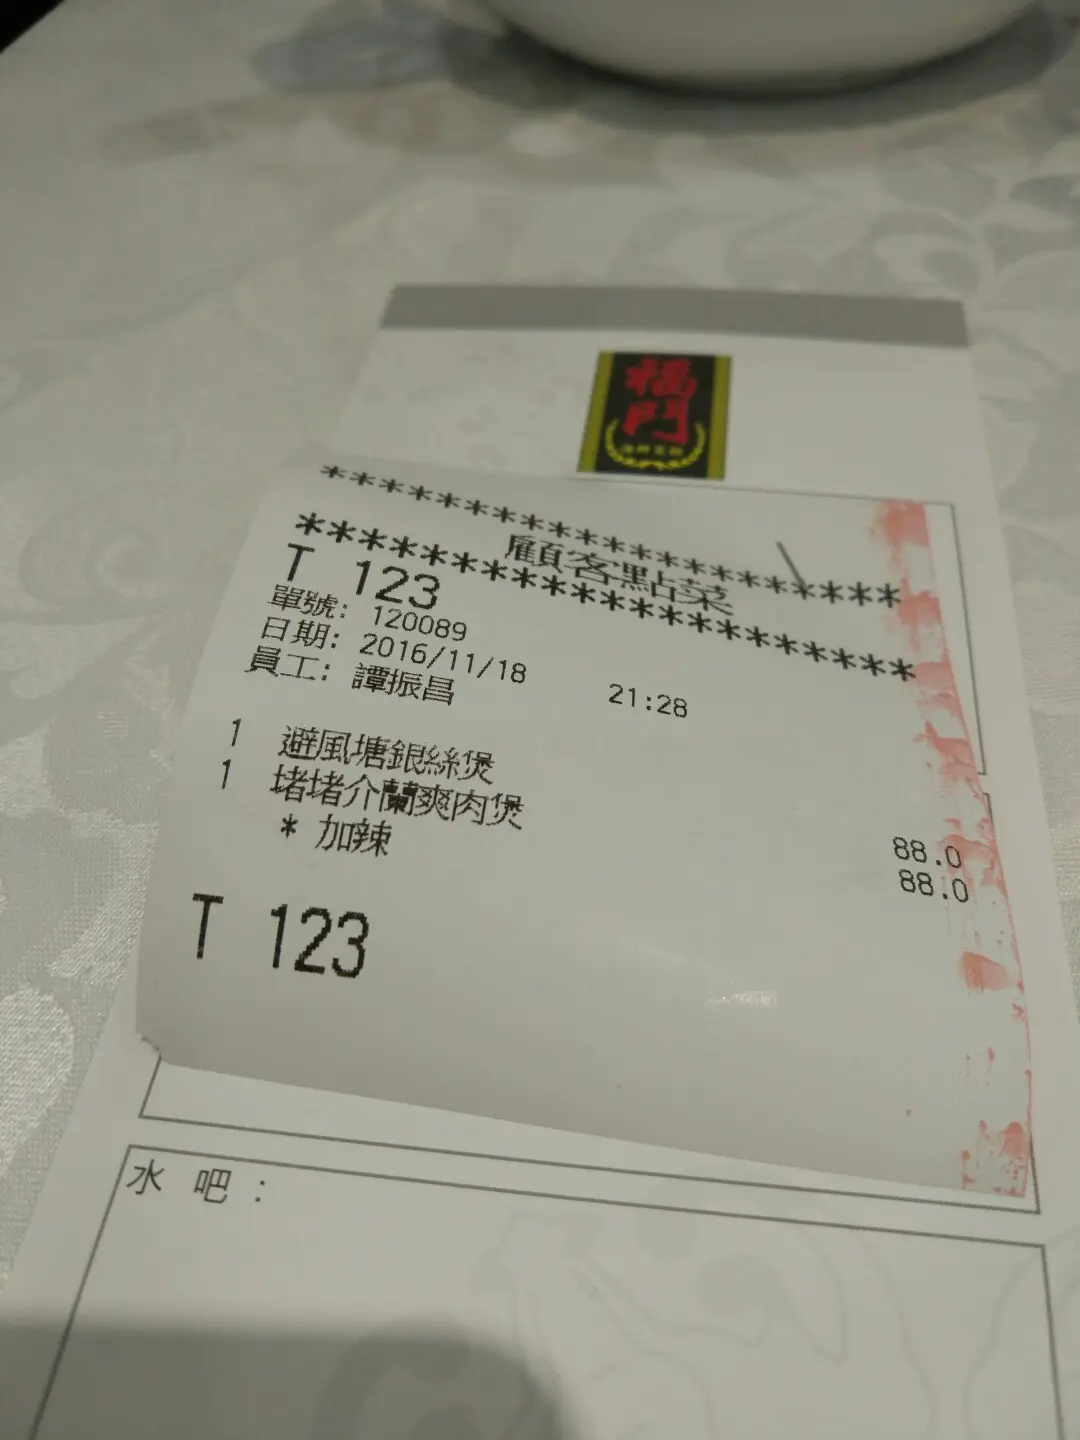 福門
********************
顧客點菜
********************
T 123
單號: 120089
日期: 2016/11/18 21:28
員工: 譚振昌
1 避風塘銀絲煲 88.0
1 堵堵介蘭爽肉煲 88.0
* 加辣
T 123
水吧: